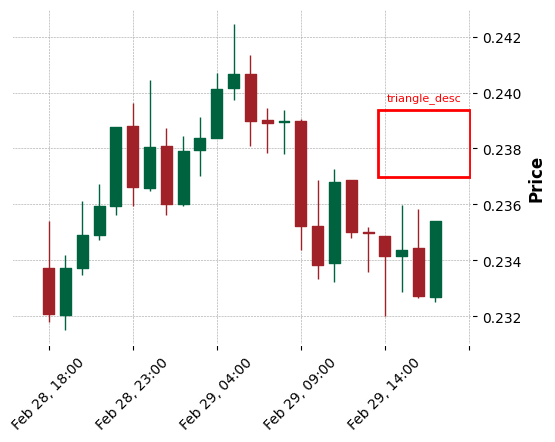 0.242
triangle_desc
0.240
0.238
0.236
0.234
0.232
Price
Feb 28, 18:00
Feb 28, 23:00
Feb 29, 04:00
Feb 29, 09:00
Feb 29, 14:00